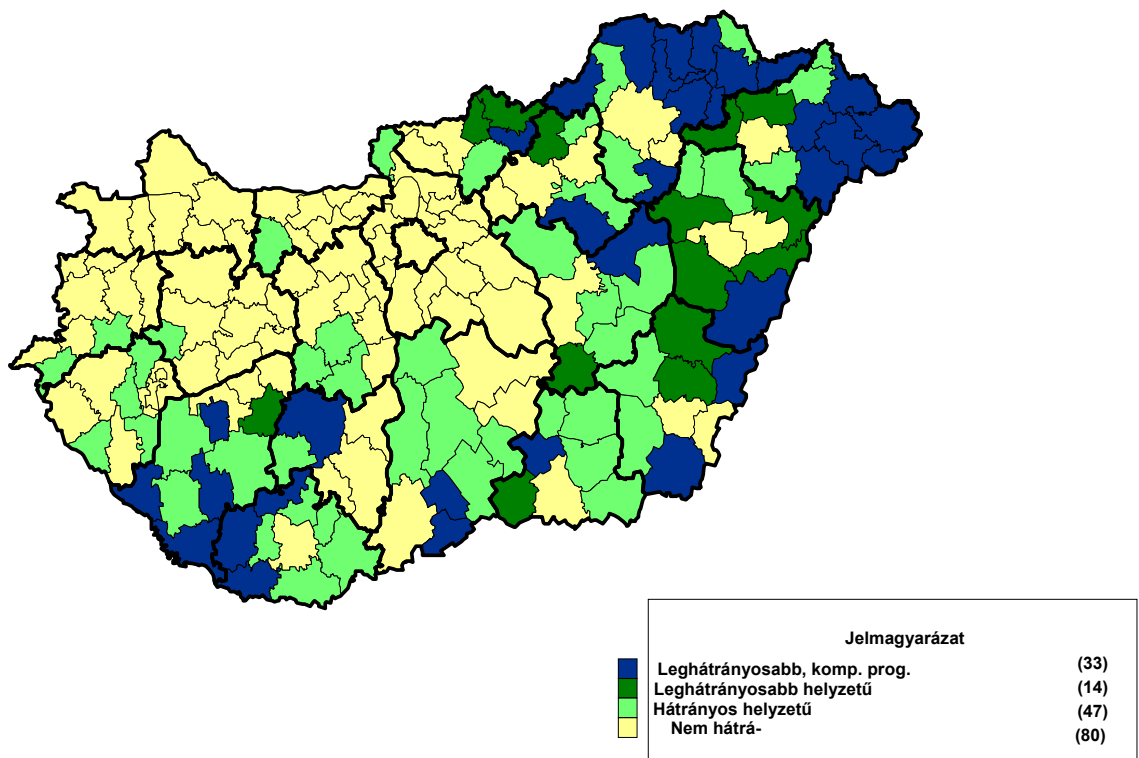 Jelmagyarázat
Leghátrányosabb, komp. prog. (33)
Leghátrányosabb helyzetű (14)
Hátrányos helyzetű (47)
Nem hátrá- (80)